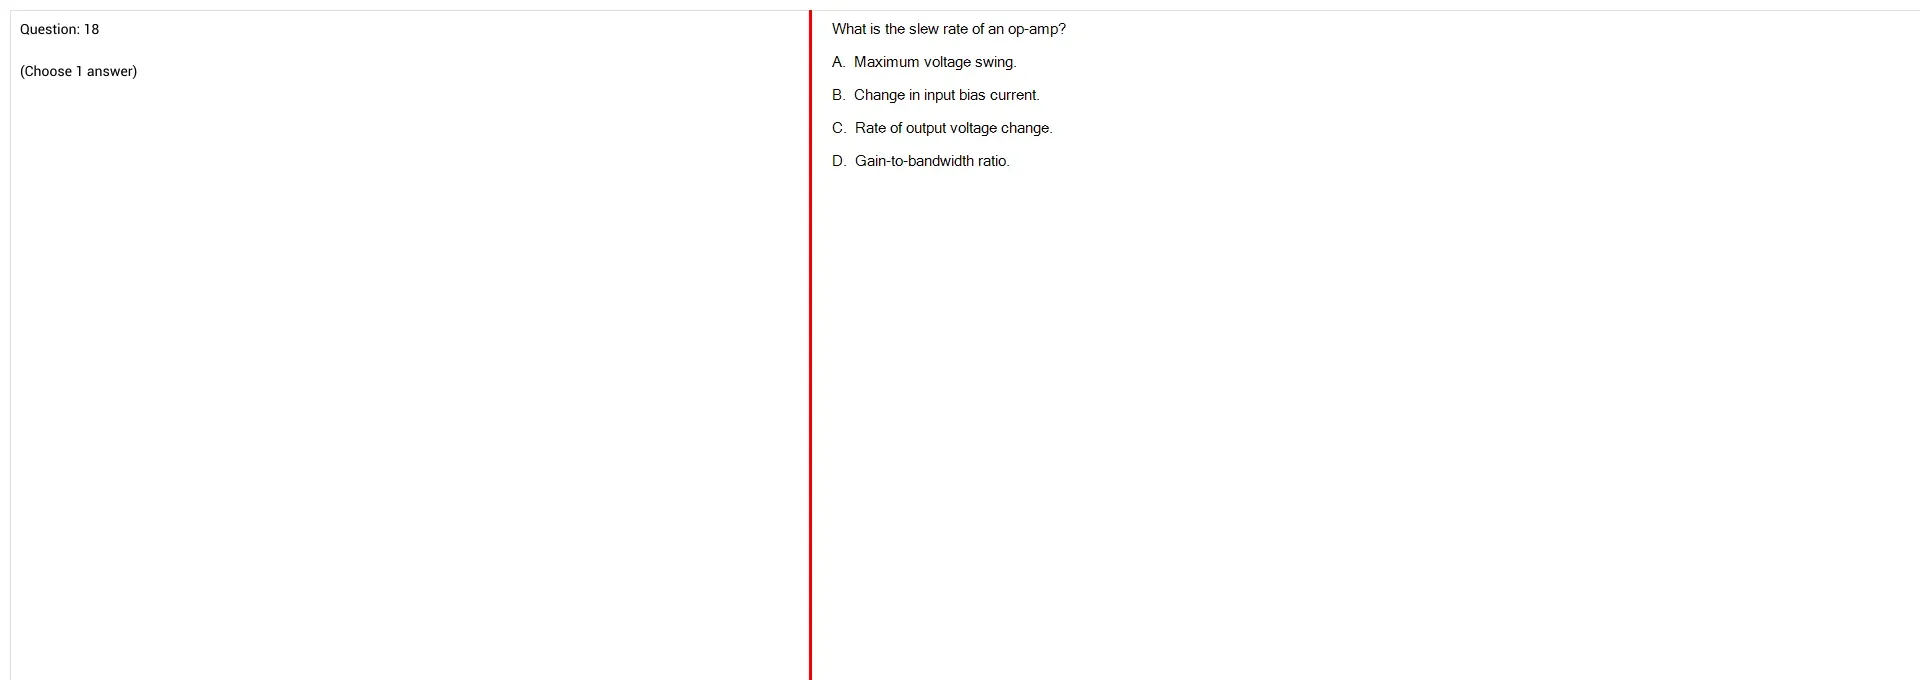 Question: 18
(Choose 1 answer)
What is the slew rate of an op-amp?
A. Maximum voltage swing.
B. Change in input bias current.
C. Rate of output voltage change.
D. Gain-to-bandwidth ratio.